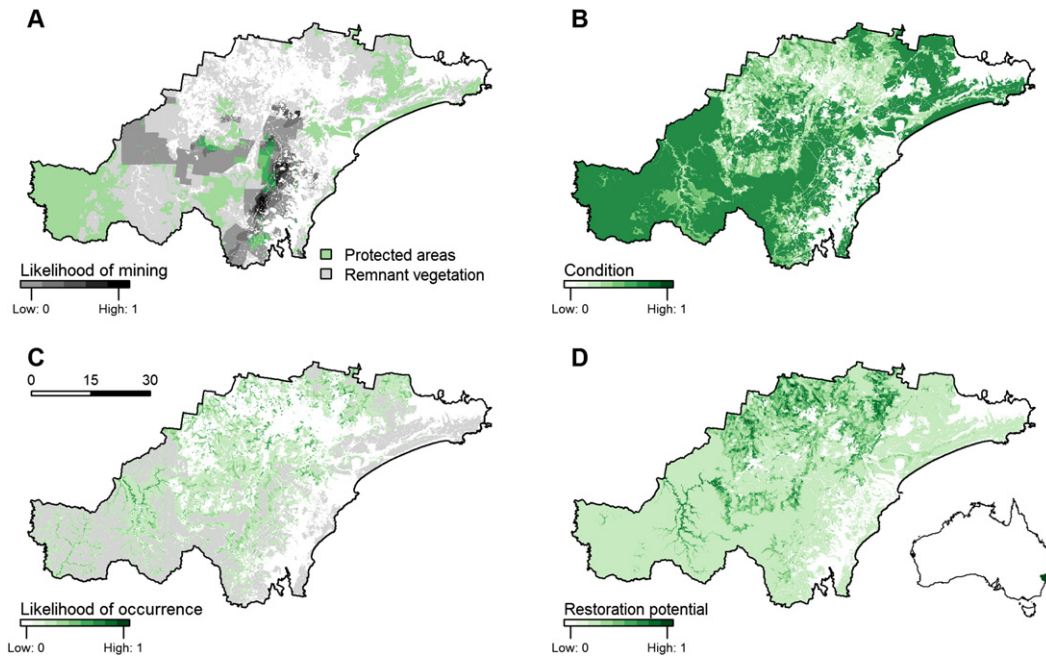 A
Protected areas
Remnant vegetation
Likelihood of mining
Low: 0 High: 1
B
Condition
Low: 0 High: 1
C
0 15 30
Likelihood of occurrence
Low: 0 High: 1
D
Restoration potential
Low: 0 High: 1